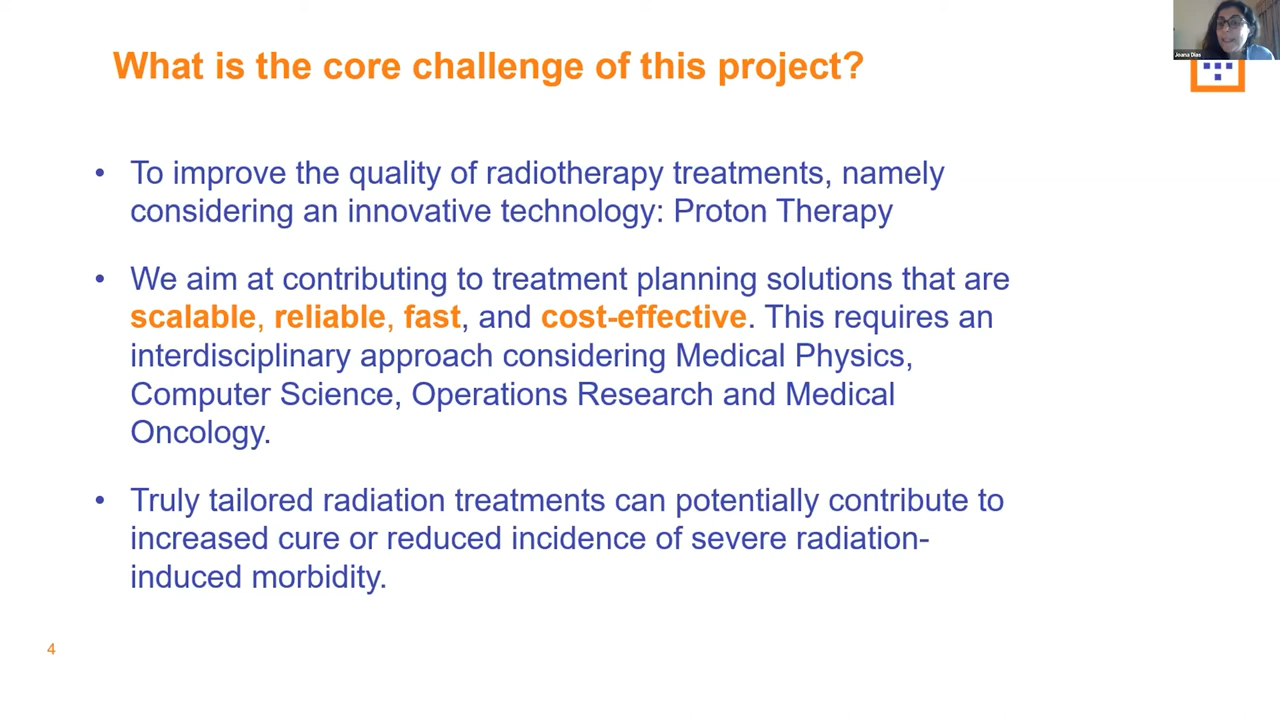 What is the core challenge of this project?
Joana Dias
• To improve the quality of radiotherapy treatments, namely
considering an innovative technology: Proton Therapy
• We aim at contributing to treatment planning solutions that are
scalable, reliable, fast, and cost-effective. This requires an
interdisciplinary approach considering Medical Physics,
Computer Science, Operations Research and Medical
Oncology.
• Truly tailored radiation treatments can potentially contribute to
increased cure or reduced incidence of severe radiation-
induced morbidity.
4